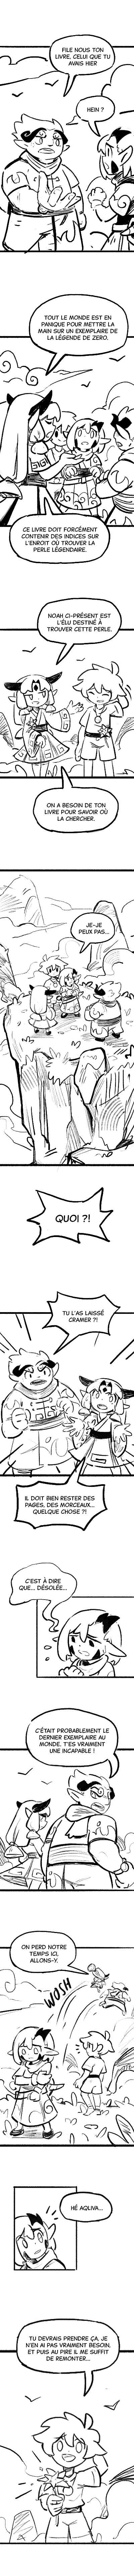 FILE NOUS TON
LIVRE, CELUI QUE TU
AVAIS HIER
HEIN ?
TOUT LE MONDE EST EN
PANIQUE POUR METTRE LA
MAIN SUR UN EXEMPLAIRE DE
LA LÉGENDE DE ZERO.
CE LIVRE DOIT FORCÉMENT
CONTENIR DES INDICES SUR
L'ENROIT OÙ TROUVER LA
PERLE LÉGENDAIRE.
NOAH CI-PRÉSENT EST
L'ÉLU DESTINÉ À
TROUVER CETTE PERLE.
ON A BESOIN DE TON
LIVRE POUR SAVOIR OÙ
LA CHERCHER.
JE-JE
PEUX PAS...
QUOI ?!
TU L'AS LAISSÉ
CRAMER ?!
IL DOIT BIEN RESTER DES
PAGES, DES MORCEAUX...
QUELQUE CHOSE ?!
C'EST À DIRE
QUE... DÉSOLÉE...
C'ÉTAIT PROBABLEMENT LE
DERNIER EXEMPLAIRE AU
MONDE. T'ES VRAIMENT
UNE INCAPABLE !
ON PERD NOTRE
TEMPS ICI,
ALLONS-Y.
WOSH
HÉ AQLIVA...
TU DEVRAIS PRENDRE ÇA, JE
N'EN AI PAS VRAIMENT BESOIN,
ET PUIS AU PIRE IL ME SUFFIT
DE REMONTER...